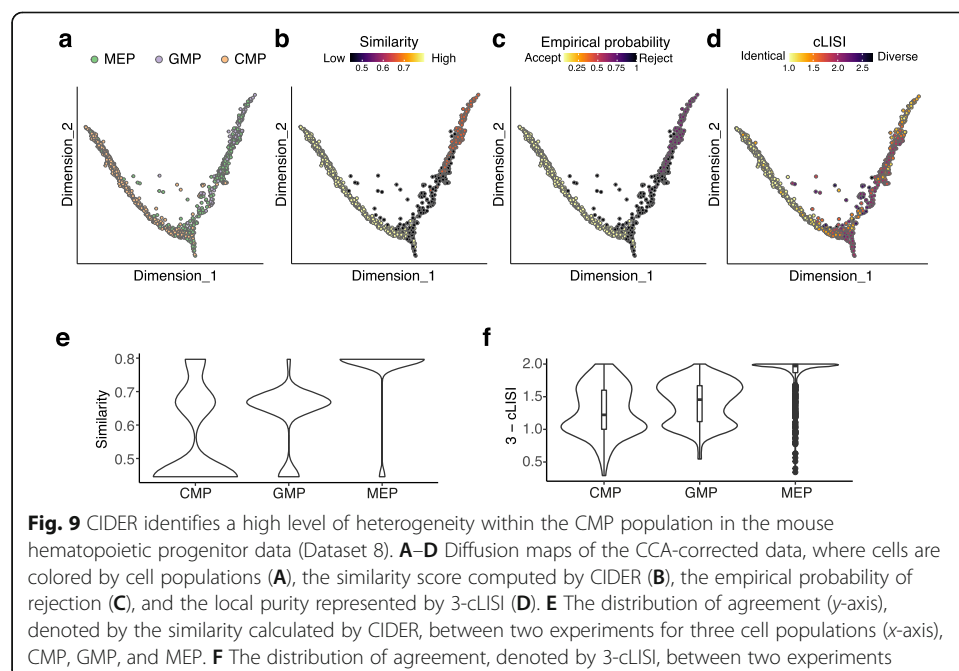 a b c d
MEP GMP CMP
Similarity
Low High
0.5 0.6 0.7
Empirical probability
Accept Reject
0.25 0.5 0.75 1
cLISI
Identical Diverse
1.0 1.5 2.0 2.5
Dimension_2 Dimension_2 Dimension_2 Dimension_2
Dimension_1 Dimension_1 Dimension_1 Dimension_1
e
Similarity
0.8
0.7
0.6
0.5
CMP GMP MEP
f
3 − cLISI
2.0
1.5
1.0
0.5
CMP GMP MEP
Fig. 9 CIDER identifies a high level of heterogeneity within the CMP population in the mouse
hematopoietic progenitor data (Dataset 8). A–D Diffusion maps of the CCA-corrected data, where cells are
colored by cell populations (A), the similarity score computed by CIDER (B), the empirical probability of
rejection (C), and the local purity represented by 3-cLISI (D). E The distribution of agreement (y-axis),
denoted by the similarity calculated by CIDER, between two experiments for three cell populations (x-axis),
CMP, GMP, and MEP. F The distribution of agreement, denoted by 3-cLISI, between two experiments